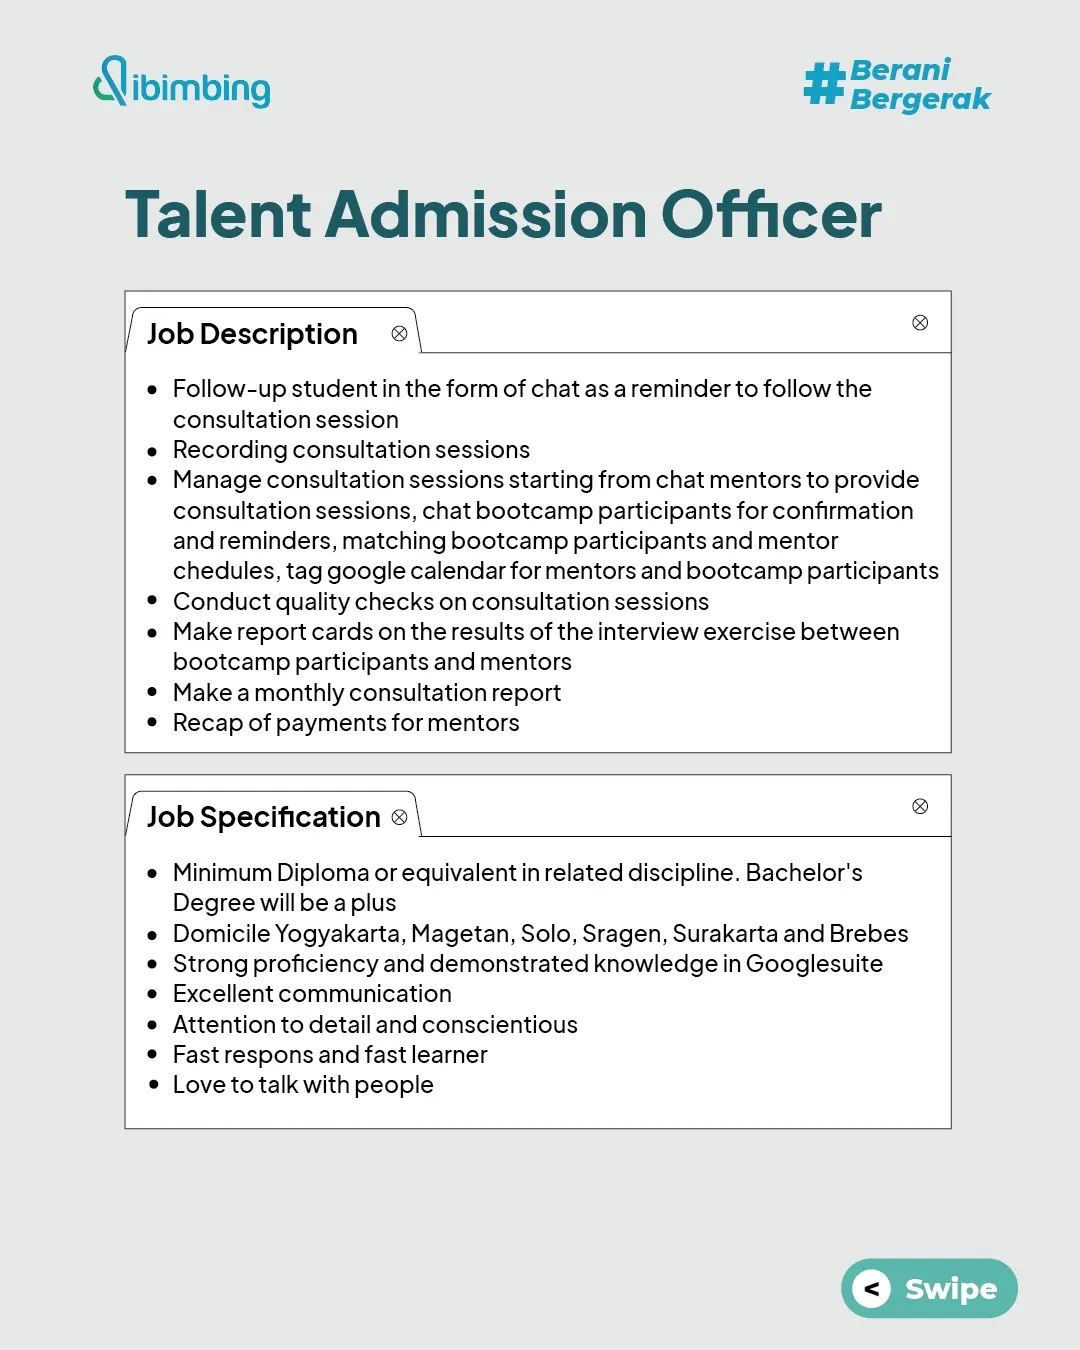 dibimbing
#Berani
Bergerak
Talent Admission Officer
Job Description
• Follow-up student in the form of chat as a reminder to follow the
consultation session
• Recording consultation sessions
• Manage consultation sessions starting from chat mentors to provide
consultation sessions, chat bootcamp participants for confirmation
and reminders, matching bootcamp participants and mentor
chedules, tag google calendar for mentors and bootcamp participants
• Conduct quality checks on consultation sessions
• Make report cards on the results of the interview exercise between
bootcamp participants and mentors
• Make a monthly consultation report
• Recap of payments for mentors
Job Specification
• Minimum Diploma or equivalent in related discipline. Bachelor's
Degree will be a plus
• Domicile Yogyakarta, Magetan, Solo, Sragen, Surakarta and Brebes
• Strong proficiency and demonstrated knowledge in Googlesuite
• Excellent communication
• Attention to detail and conscientious
• Fast respons and fast learner
• Love to talk with people
< Swipe